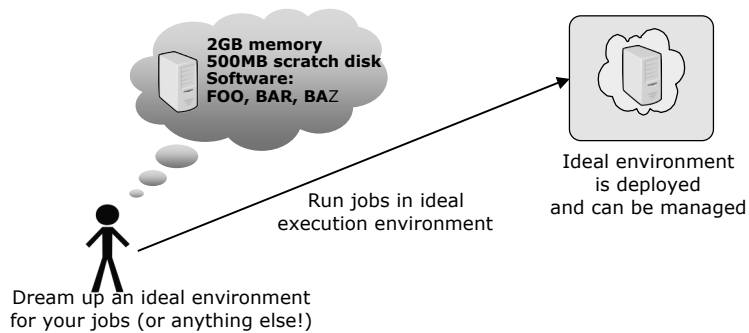 2GB memory
500MB scratch disk
Software:
FOO, BAR, BAZ
Ideal environment
is deployed
and can be managed
Run jobs in ideal
execution environment
Dream up an ideal environment
for your jobs (or anything else!)